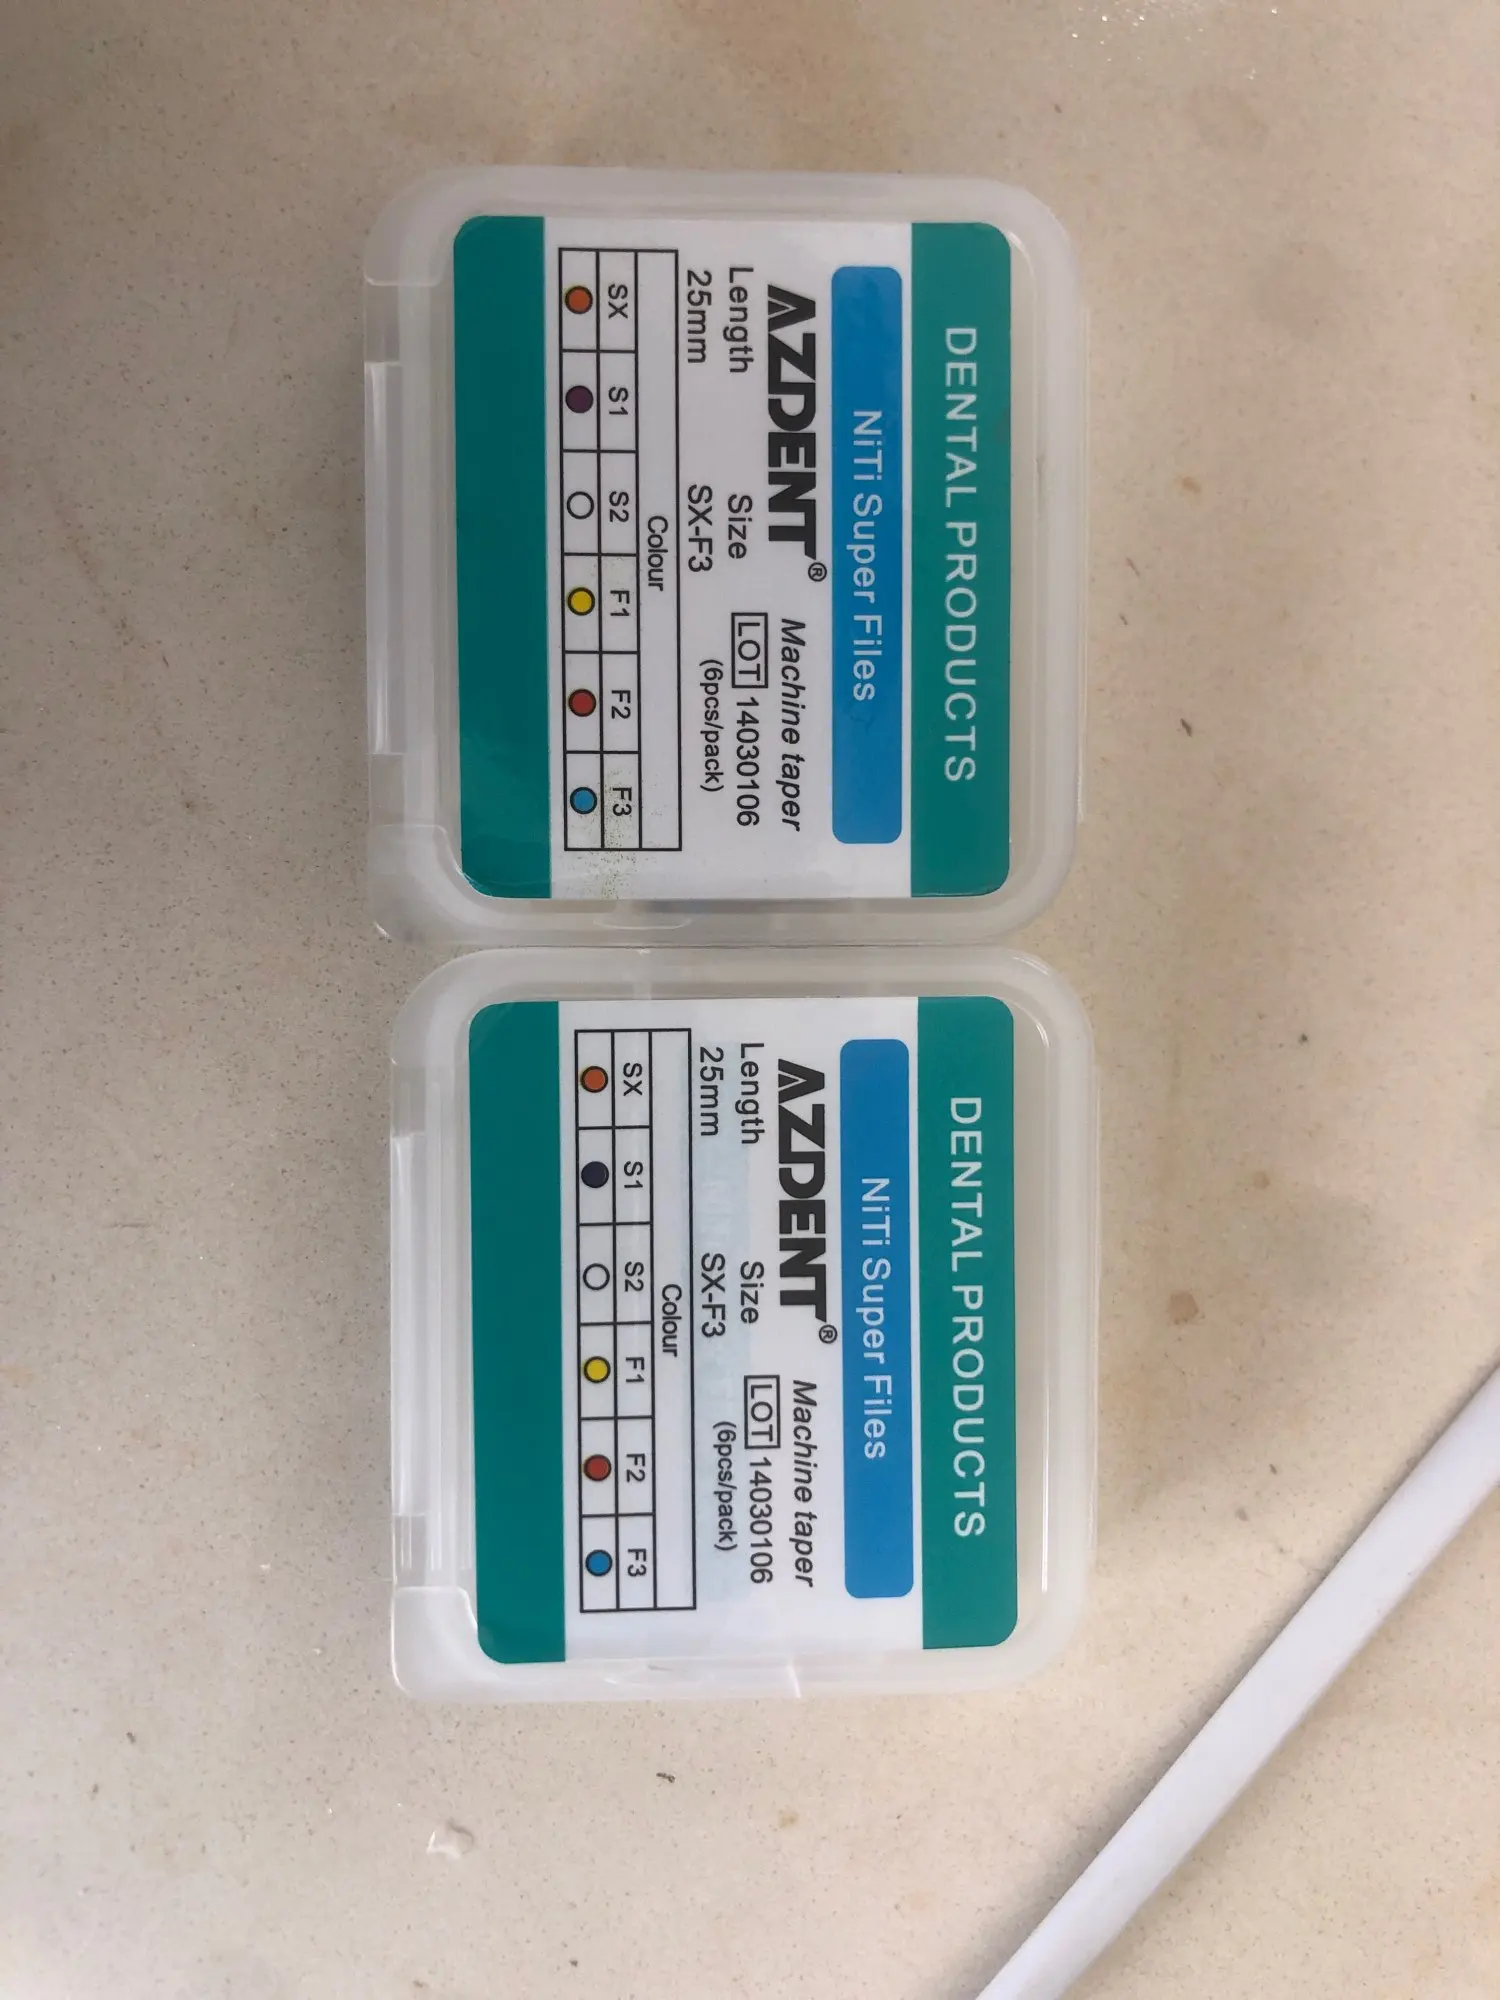 DENTAL PRODUCTS
NiTi Super Files
AZDENT® Machine taper
Length Size LOT 14030106
25mm SX-F3 (6pcs/pack)
Colour
SX S1 S2 F1 F2 F3
DENTAL PRODUCTS
NiTi Super Files
AZDENT® Machine taper
Length Size LOT 14030106
25mm SX-F3 (6pcs/pack)
Colour
SX S1 S2 F1 F2 F3